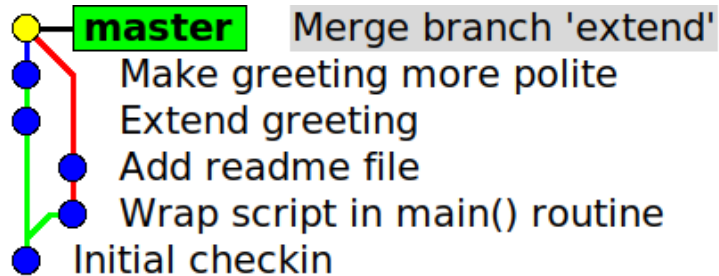 master Merge branch 'extend'
Make greeting more polite
Extend greeting
Add readme file
Wrap script in main() routine
Initial checkin